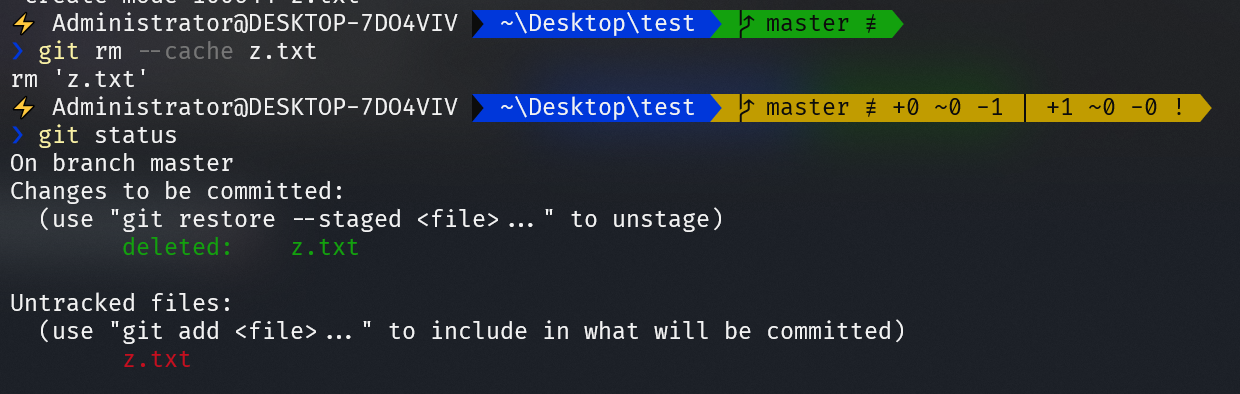 create mode 100644 z.txt
⚡ Administrator@DESKTOP-7DO4VIV ~\Desktop\test master ≢
❯ git rm --cache z.txt
rm 'z.txt'
⚡ Administrator@DESKTOP-7DO4VIV ~\Desktop\test master ≢ +0 ~0 -1 | +1 ~0 -0 !
❯ git status
On branch master
Changes to be committed:
(use "git restore --staged <file>..." to unstage)
deleted: z.txt
Untracked files:
(use "git add <file>..." to include in what will be committed)
z.txt